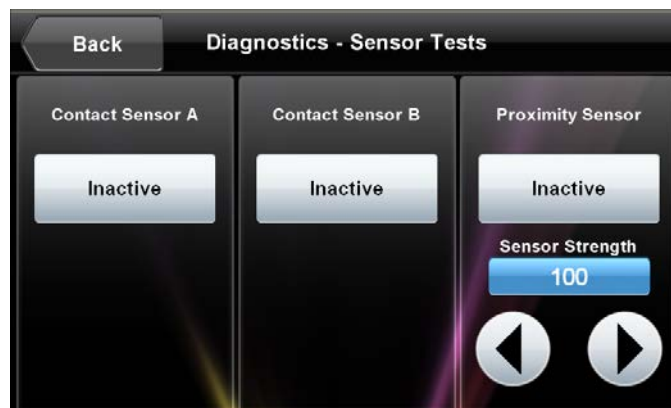 Back
Diagnostics - Sensor Tests
Contact Sensor A
Contact Sensor B
Proximity Sensor
Inactive
Inactive
Inactive
Sensor Strength
100